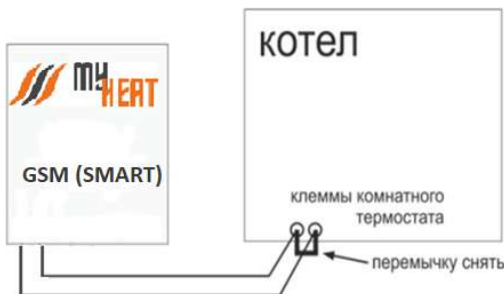 my
HEAT
GSM (SMART)
котел
клеммы комнатного
термостата
перемычку снять